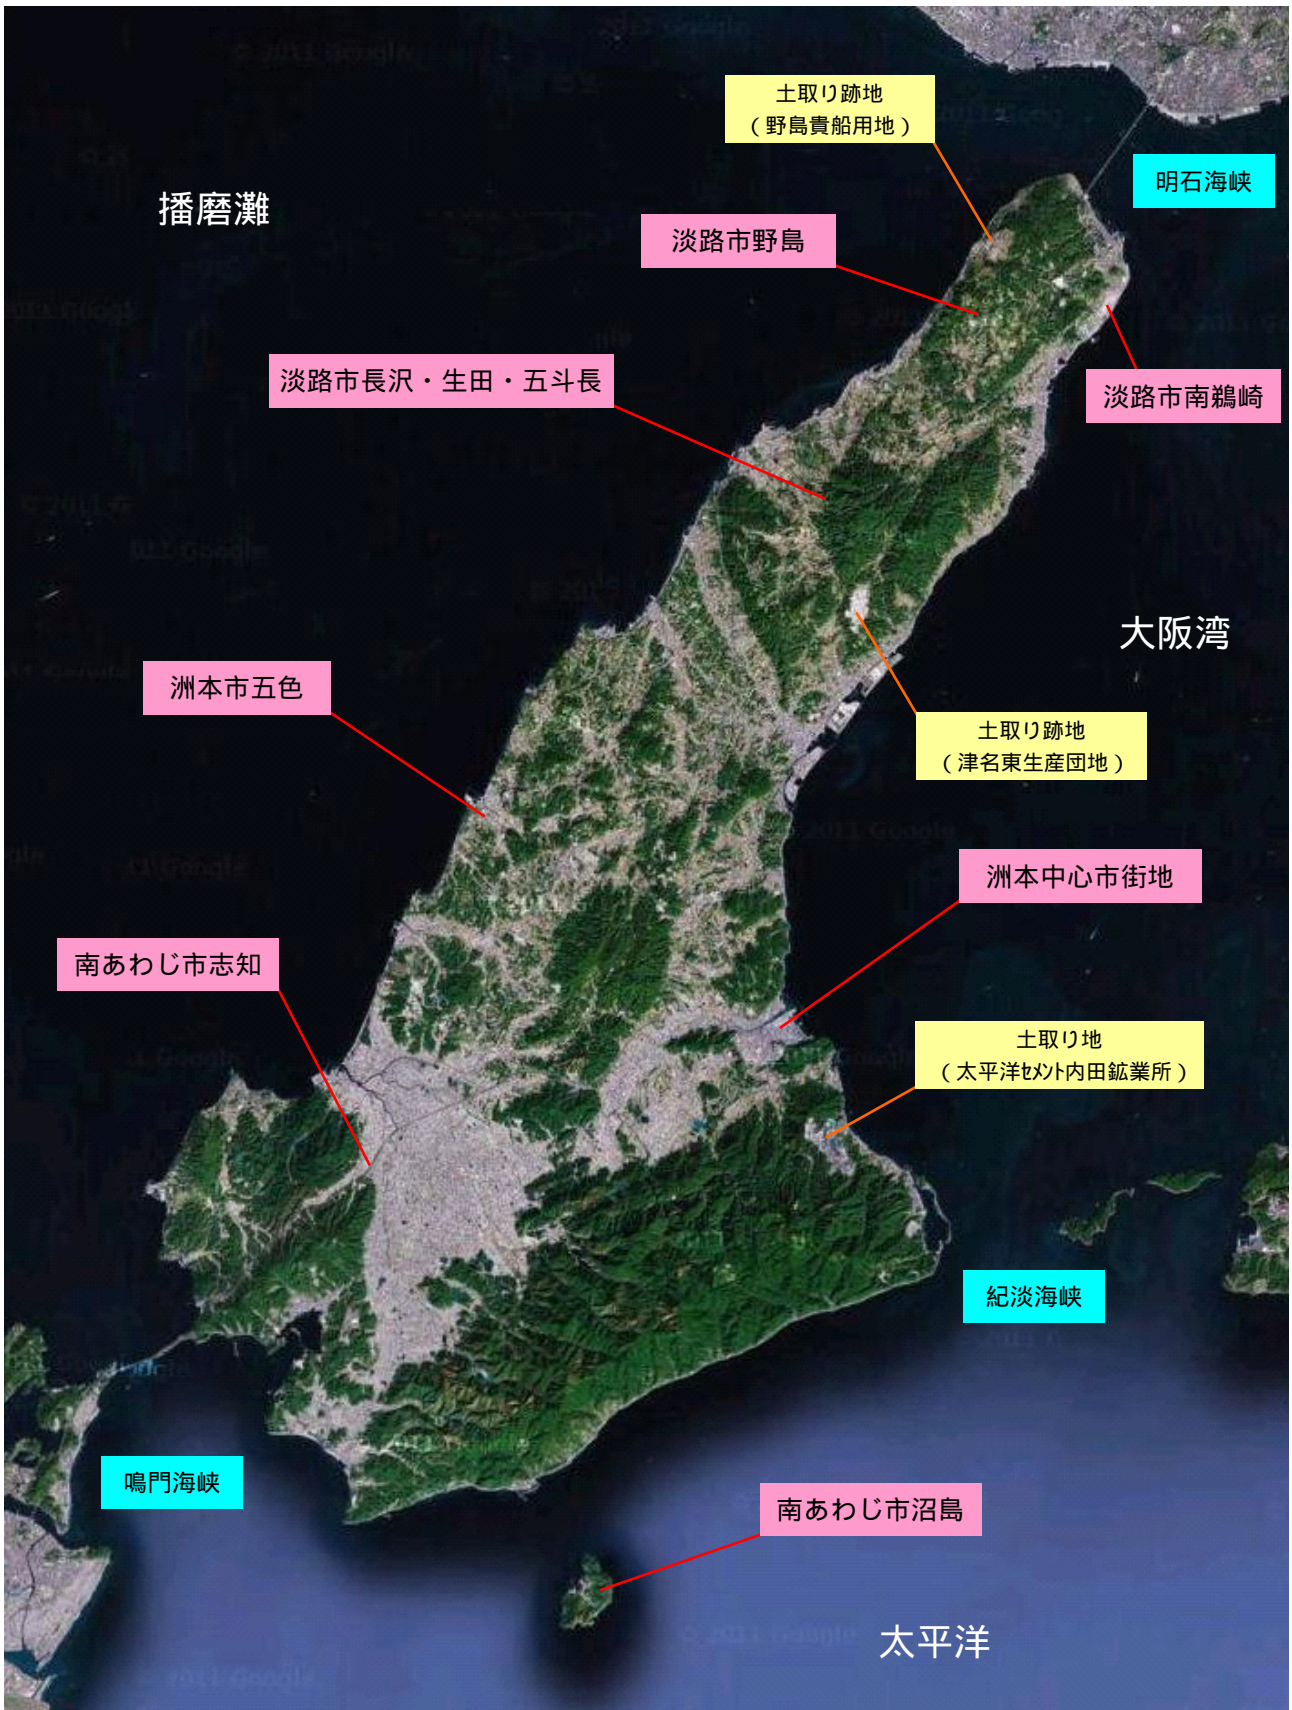 土取り跡地
（野島貴船用地）
明石海峡
播磨灘
淡路市野島
淡路市長沢・生田・五斗長
淡路市南鵜崎
大阪湾
洲本市五色
土取り跡地
（津名東生産団地）
洲本中心市街地
南あわじ市志知
土取り地
（太平洋ｾﾒﾝﾄ内田鉱業所）
紀淡海峡
鳴門海峡
南あわじ市沼島
太平洋